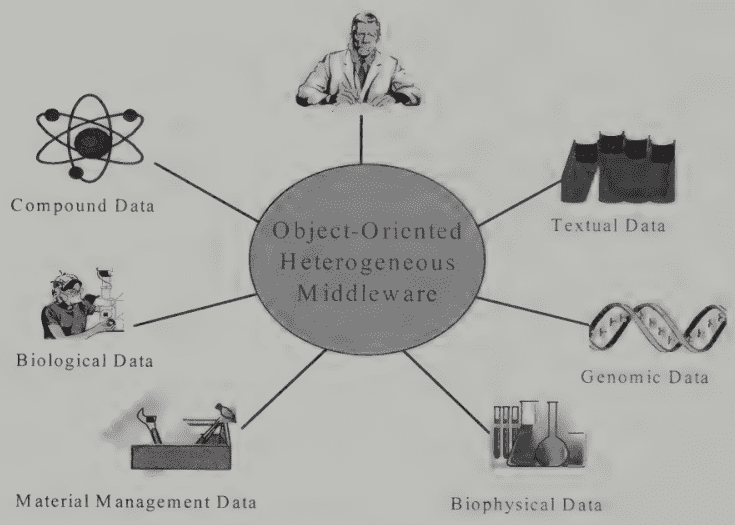 Compound Data
Textual Data
Object-Oriented
Heterogeneous
Middleware
Biological Data
Genomic Data
Material Management Data
Biophysical Data